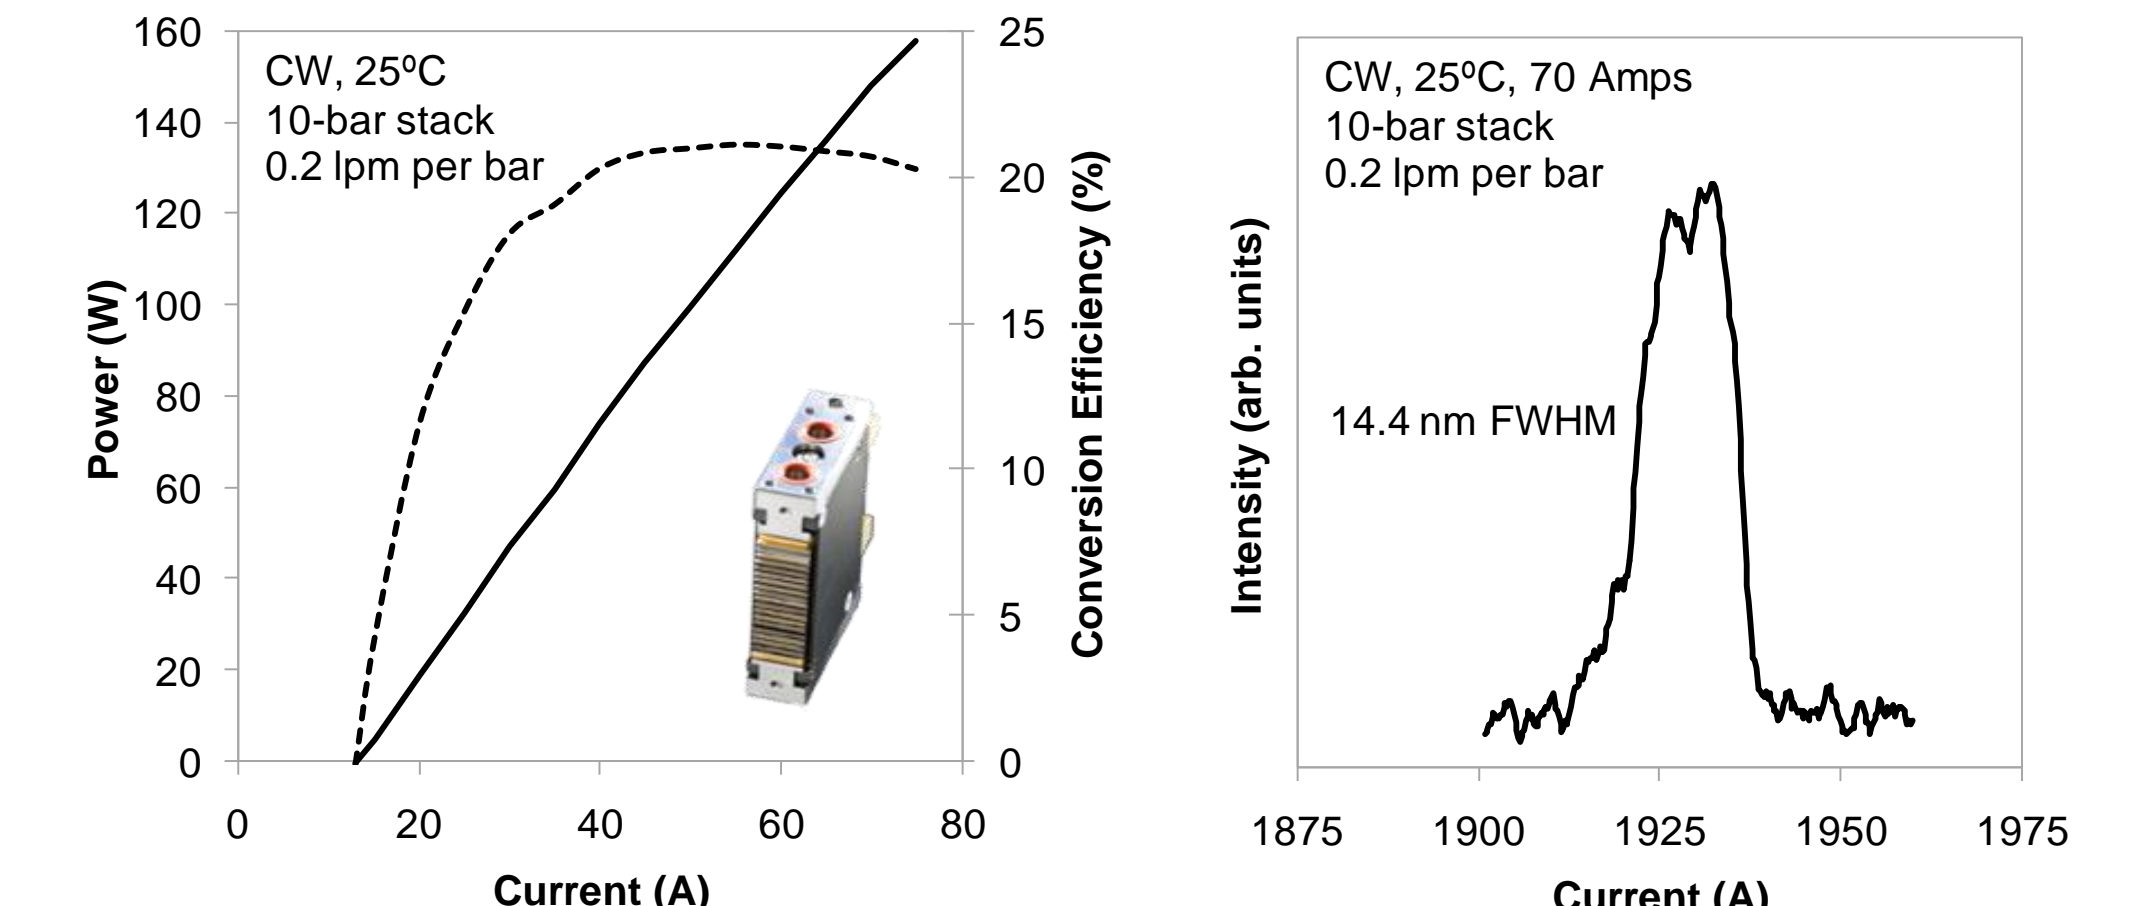 160
140
120
100
80
60
40
20
0
Power (W)
CW, 25ºC
10-bar stack
0.2 lpm per bar
25
20
15
10
5
0
Conversion Efficiency (%)
0 20 40 60 80
Current (A)
Intensity (arb. units)
CW, 25ºC, 70 Amps
10-bar stack
0.2 lpm per bar
14.4 nm FWHM
1875 1900 1925 1950 1975
Current (A)